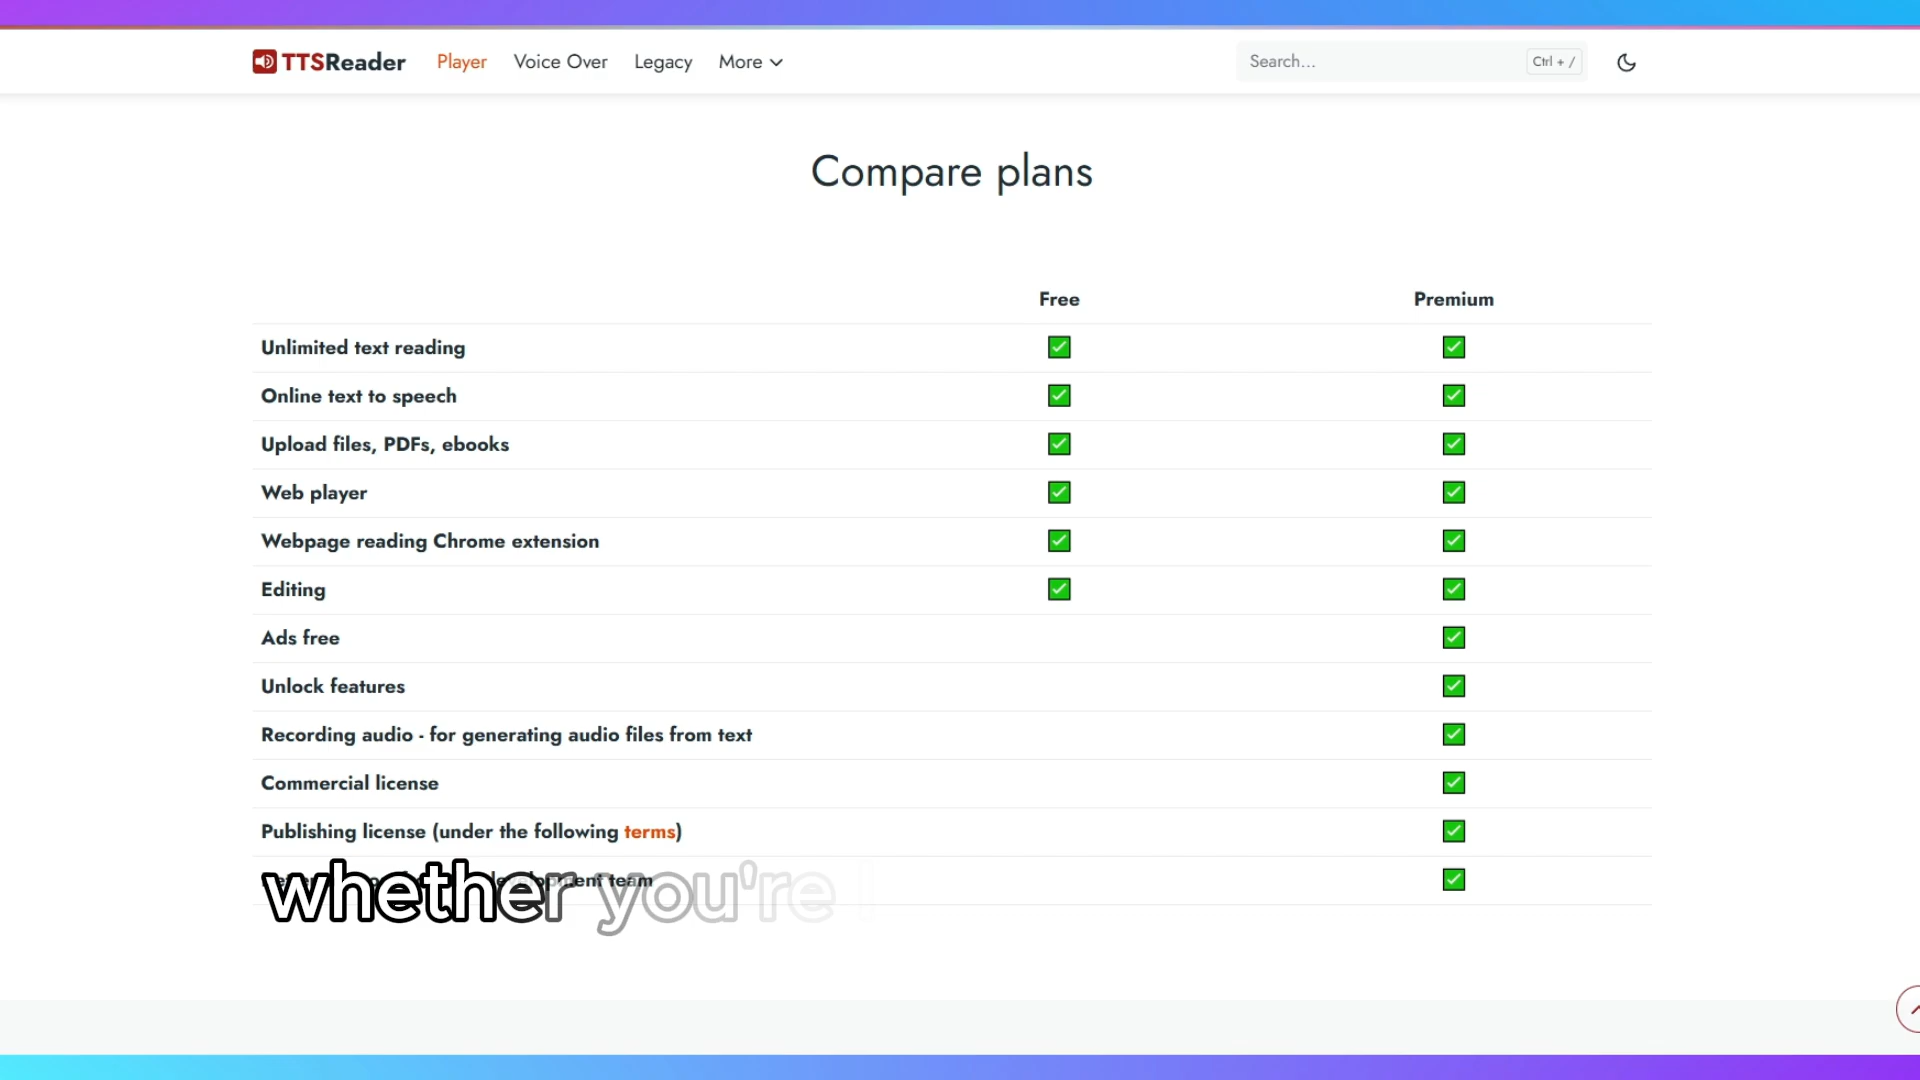 TTSReader Player Voice Over Legacy More Search... Ctrl + /
Compare plans
Free Premium
Unlimited text reading
Online text to speech
Upload files, PDFs, ebooks
Web player
Webpage reading Chrome extension
Editing
Ads free
Unlock features
Recording audio - for generating audio files from text
Commercial license
Publishing license (under the following terms)
development team
whether you're